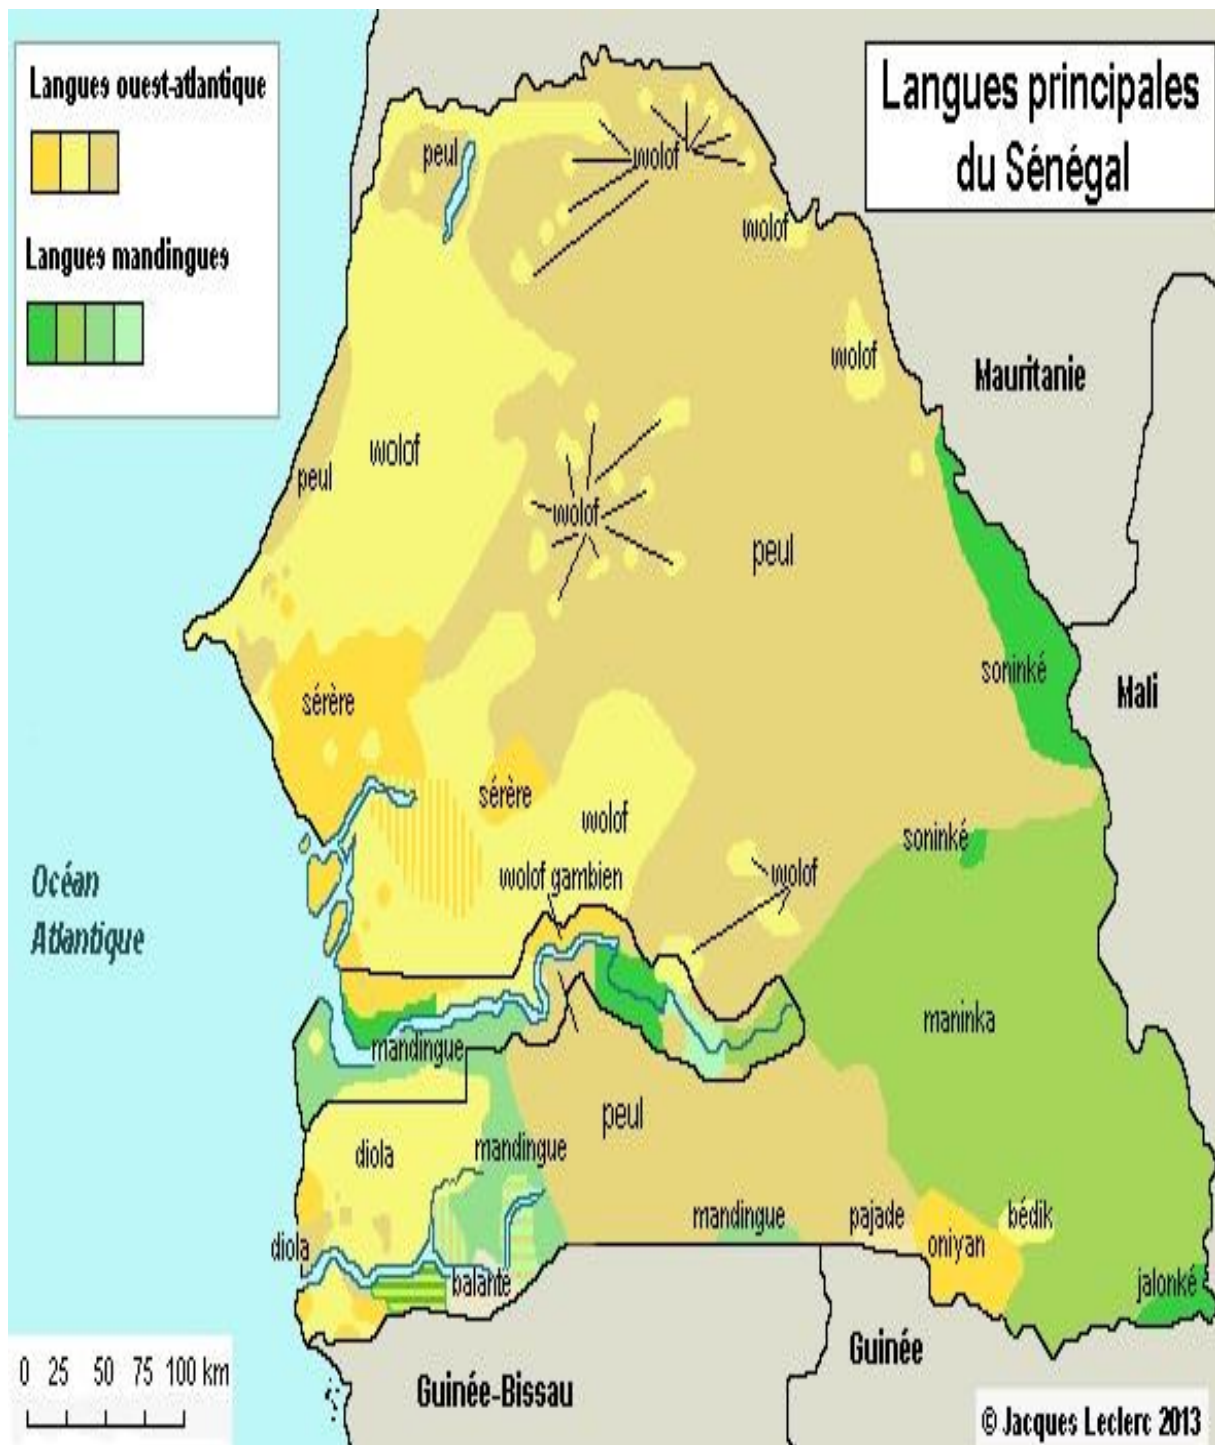 Langues ouest-atlantique
Langues mandingues
Langues principales
du Sénégal
peul
wolof
wolof
wolof
Mauritanie
wolof
peul
wolof
peul
soninké
Mali
sérère
sérère
wolof
soninké
wolof
wolof gambien
Océan
Atlantique
maninka
mandingue
peul
diola
mandingue
mandingue
pajade
bédik
oniyan
diola
balante
jalonké
0 25 50 75 100 km
Guinée
Guinée-Bissau
© Jacques Leclerc 2013